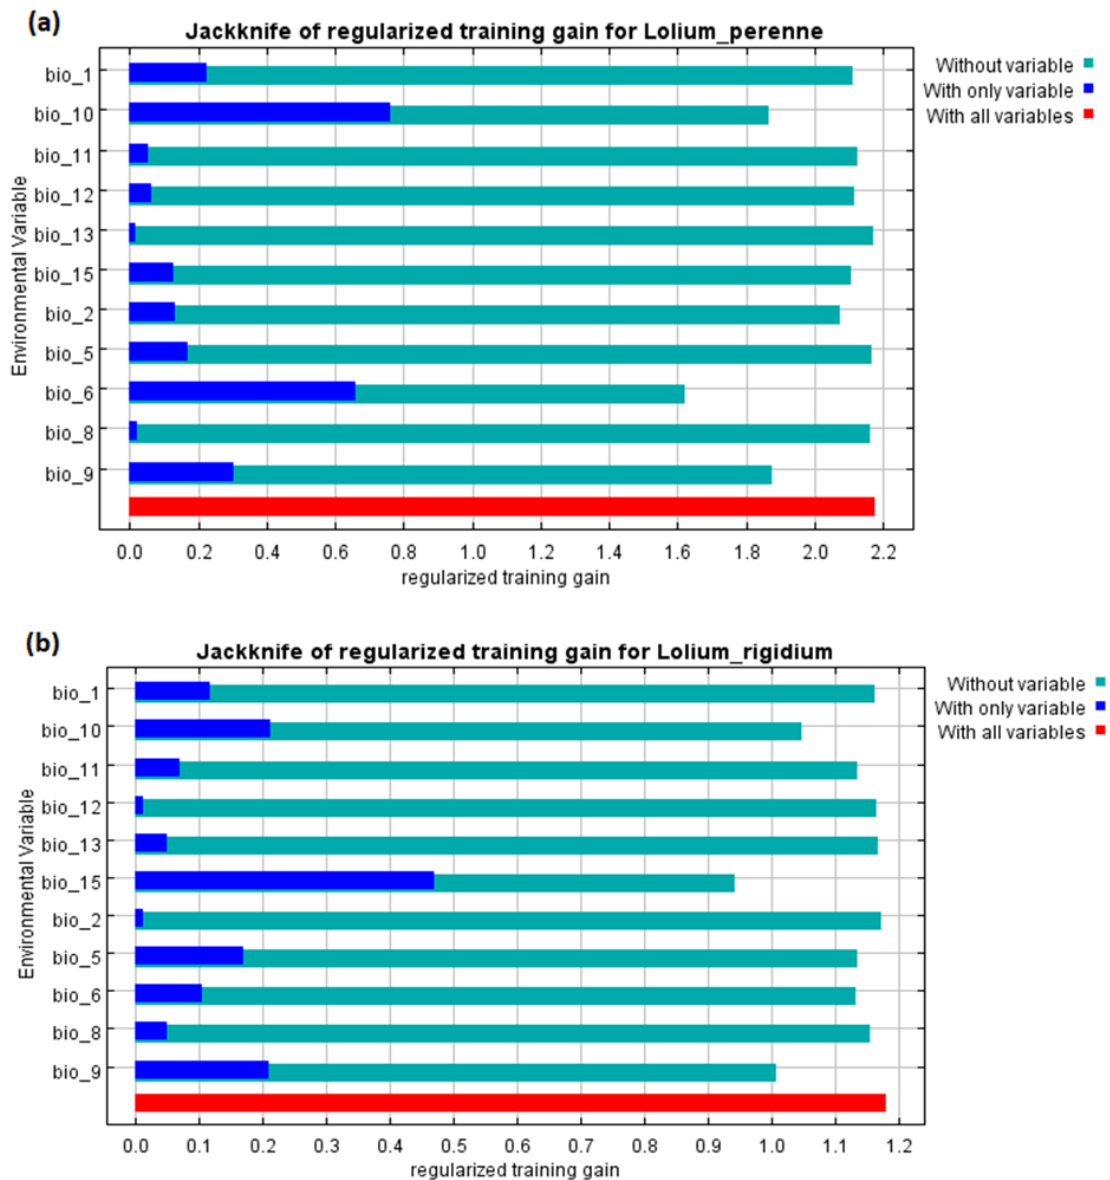 (a)
Jackknife of regularized training gain for Lolium_perenne
Without variable
With only variable
With all variables
Environmental Variable
bio_1
bio_10
bio_11
bio_12
bio_13
bio_15
bio_2
bio_5
bio_6
bio_8
bio_9
0.0 0.2 0.4 0.6 0.8 1.0 1.2 1.4 1.6 1.8 2.0 2.2
regularized training gain
(b)
Jackknife of regularized training gain for Lolium_rigidium
Without variable
With only variable
With all variables
Environmental Variable
bio_1
bio_10
bio_11
bio_12
bio_13
bio_15
bio_2
bio_5
bio_6
bio_8
bio_9
0.0 0.1 0.2 0.3 0.4 0.5 0.6 0.7 0.8 0.9 1.0 1.1 1.2
regularized training gain